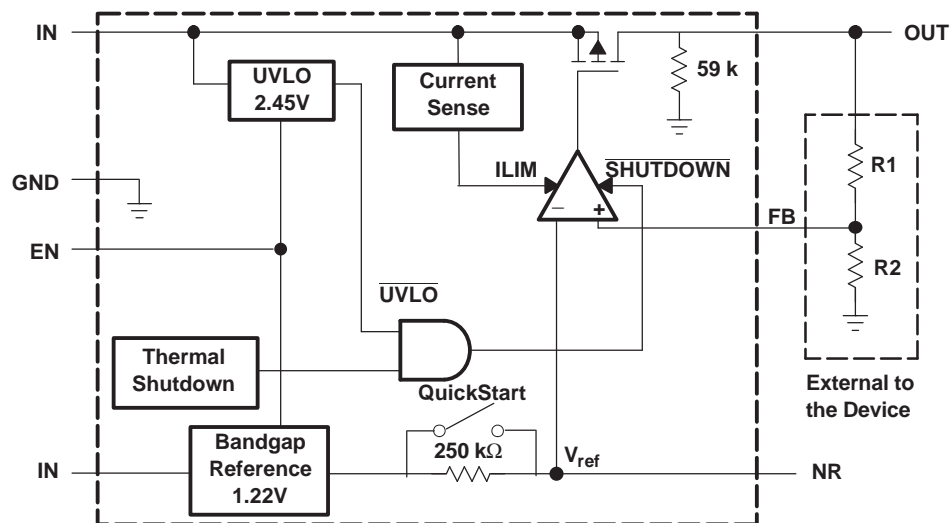 IN
OUT
UVLO
2.45V
Current
Sense
59 k
GND
ILIM
SHUTDOWN
R1
FB
EN
R2
UVLO
Thermal
Shutdown
QuickStart
External to
the Device
Bandgap
Reference
1.22V
250 kΩ
Vref
IN
NR
− +